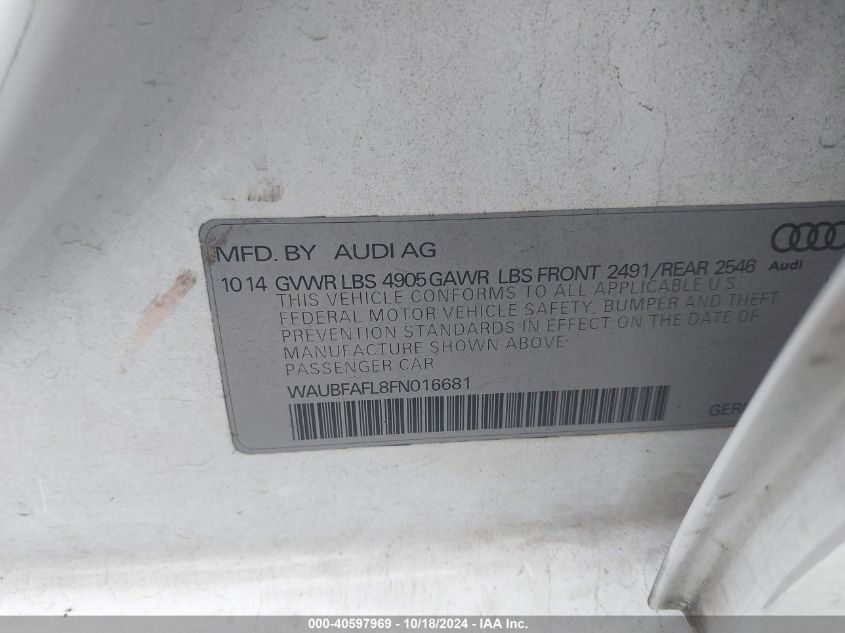 MFD. BY AUDI AG
10 14 GVWR LBS 4905 GAWR LBS FRONT 2491/REAR 2546
Audi
THIS VEHICLE CONFORMS TO ALL APPLICABLE U.S.
FEDERAL MOTOR VEHICLE SAFETY, BUMPER AND THEFT
PREVENTION STANDARDS IN EFFECT ON THE DATE OF
MANUFACTURE SHOWN ABOVE:
PASSENGER CAR
WAUBFAFL8FN016681
000-40597969 | 10/18/2024 - IAA Inc.